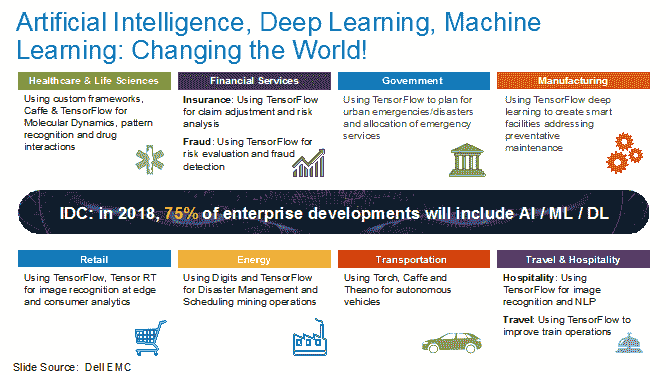 Artificial Intelligence, Deep Learning, Machine
Learning: Changing the World!
Healthcare & Life Sciences
Using custom frameworks,
Caffe & TensorFlow for
Molecular Dynamics, pattern
recognition and drug
interactions
Financial Services
Insurance: Using TensorFlow
for claim adjustment and risk
analysis
Fraud: Using TensorFlow for
risk evaluation and fraud
detection
Government
Using TensorFlow to plan for
urban emergencies/disasters
and allocation of emergency
services
Manufacturing
Using TensorFlow deep
learning to create smart
facilities addressing
preventative
maintenance
IDC: in 2018, 75% of enterprise developments will include AI / ML / DL
Retail
Using TensorFlow, Tensor RT
for image recognition at edge
and consumer analytics
Energy
Using Digits and TensorFlow
for Disaster Management and
Scheduling mining operations
Transportation
Using Torch, Caffe and
Theano for autonomous
vehicles
Travel & Hospitality
Hospitality: Using
TensorFlow for image
recognition and NLP
Travel: Using TensorFlow to
improve train operations
Slide Source: Dell EMC